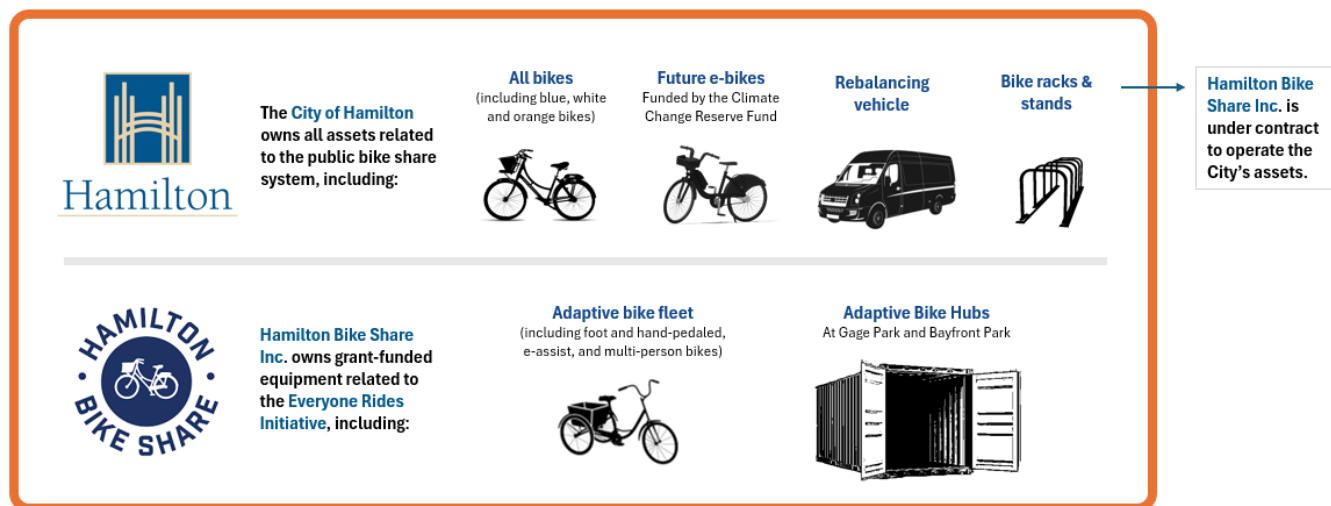 Hamilton
The City of Hamilton
owns all assets related
to the public bike share
system, including:
All bikes
(including blue, white
and orange bikes)
Future e-bikes
Funded by the Climate
Change Reserve Fund
Rebalancing
vehicle
Bike racks &
stands
Hamilton Bike
Share Inc. is
under contract
to operate the
City’s assets.
HAMILTON
BIKE SHARE
Hamilton Bike Share
Inc. owns grant-funded
equipment related to
the Everyone Rides
Initiative, including:
Adaptive bike fleet
(including foot and hand-pedaled,
e-assist, and multi-person bikes)
Adaptive Bike Hubs
At Gage Park and Bayfront Park